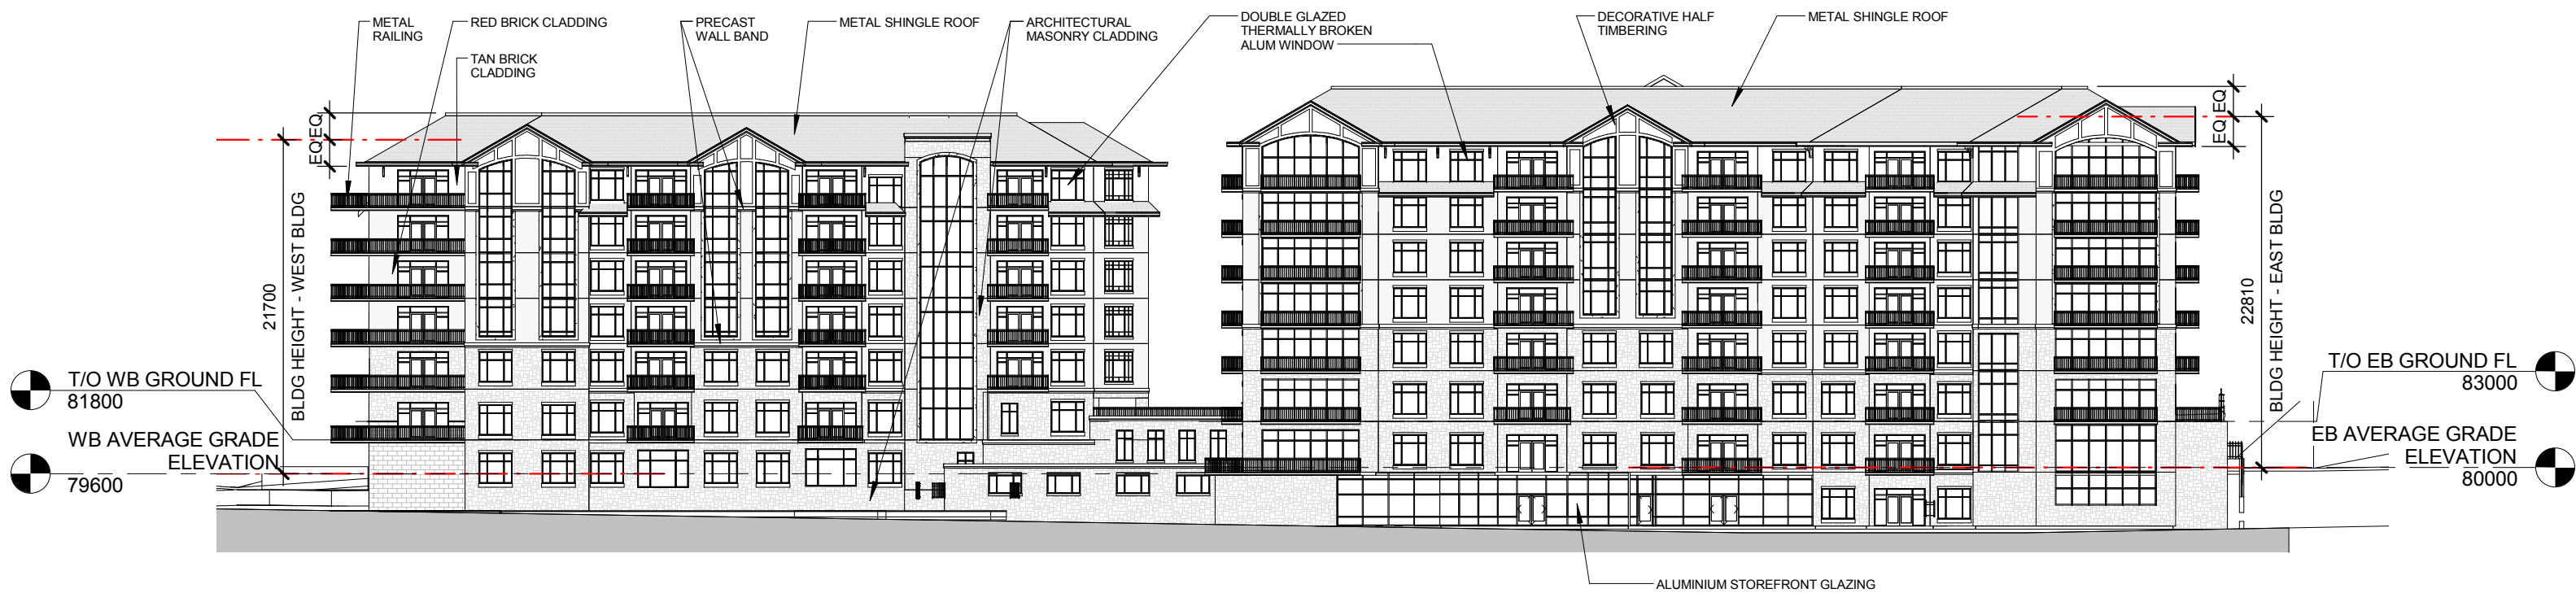 METAL
RAILING
RED BRICK CLADDING
TAN BRICK
CLADDING
PRECAST
WALL BAND
METAL SHINGLE ROOF
ARCHITECTURAL
MASONRY CLADDING
DOUBLE GLAZED
THERMALLY BROKEN
ALUM WINDOW
DECORATIVE HALF
TIMBERING
METAL SHINGLE ROOF
EQ
EQ
21700
BLDG HEIGHT - WEST BLDG
T/O WB GROUND FL
81800
WB AVERAGE GRADE
ELEVATION
79600
EQ
EQ
22810
BLDG HEIGHT - EAST BLDG
T/O EB GROUND FL
83000
EB AVERAGE GRADE
ELEVATION
80000
ALUMINIUM STOREFRONT GLAZING